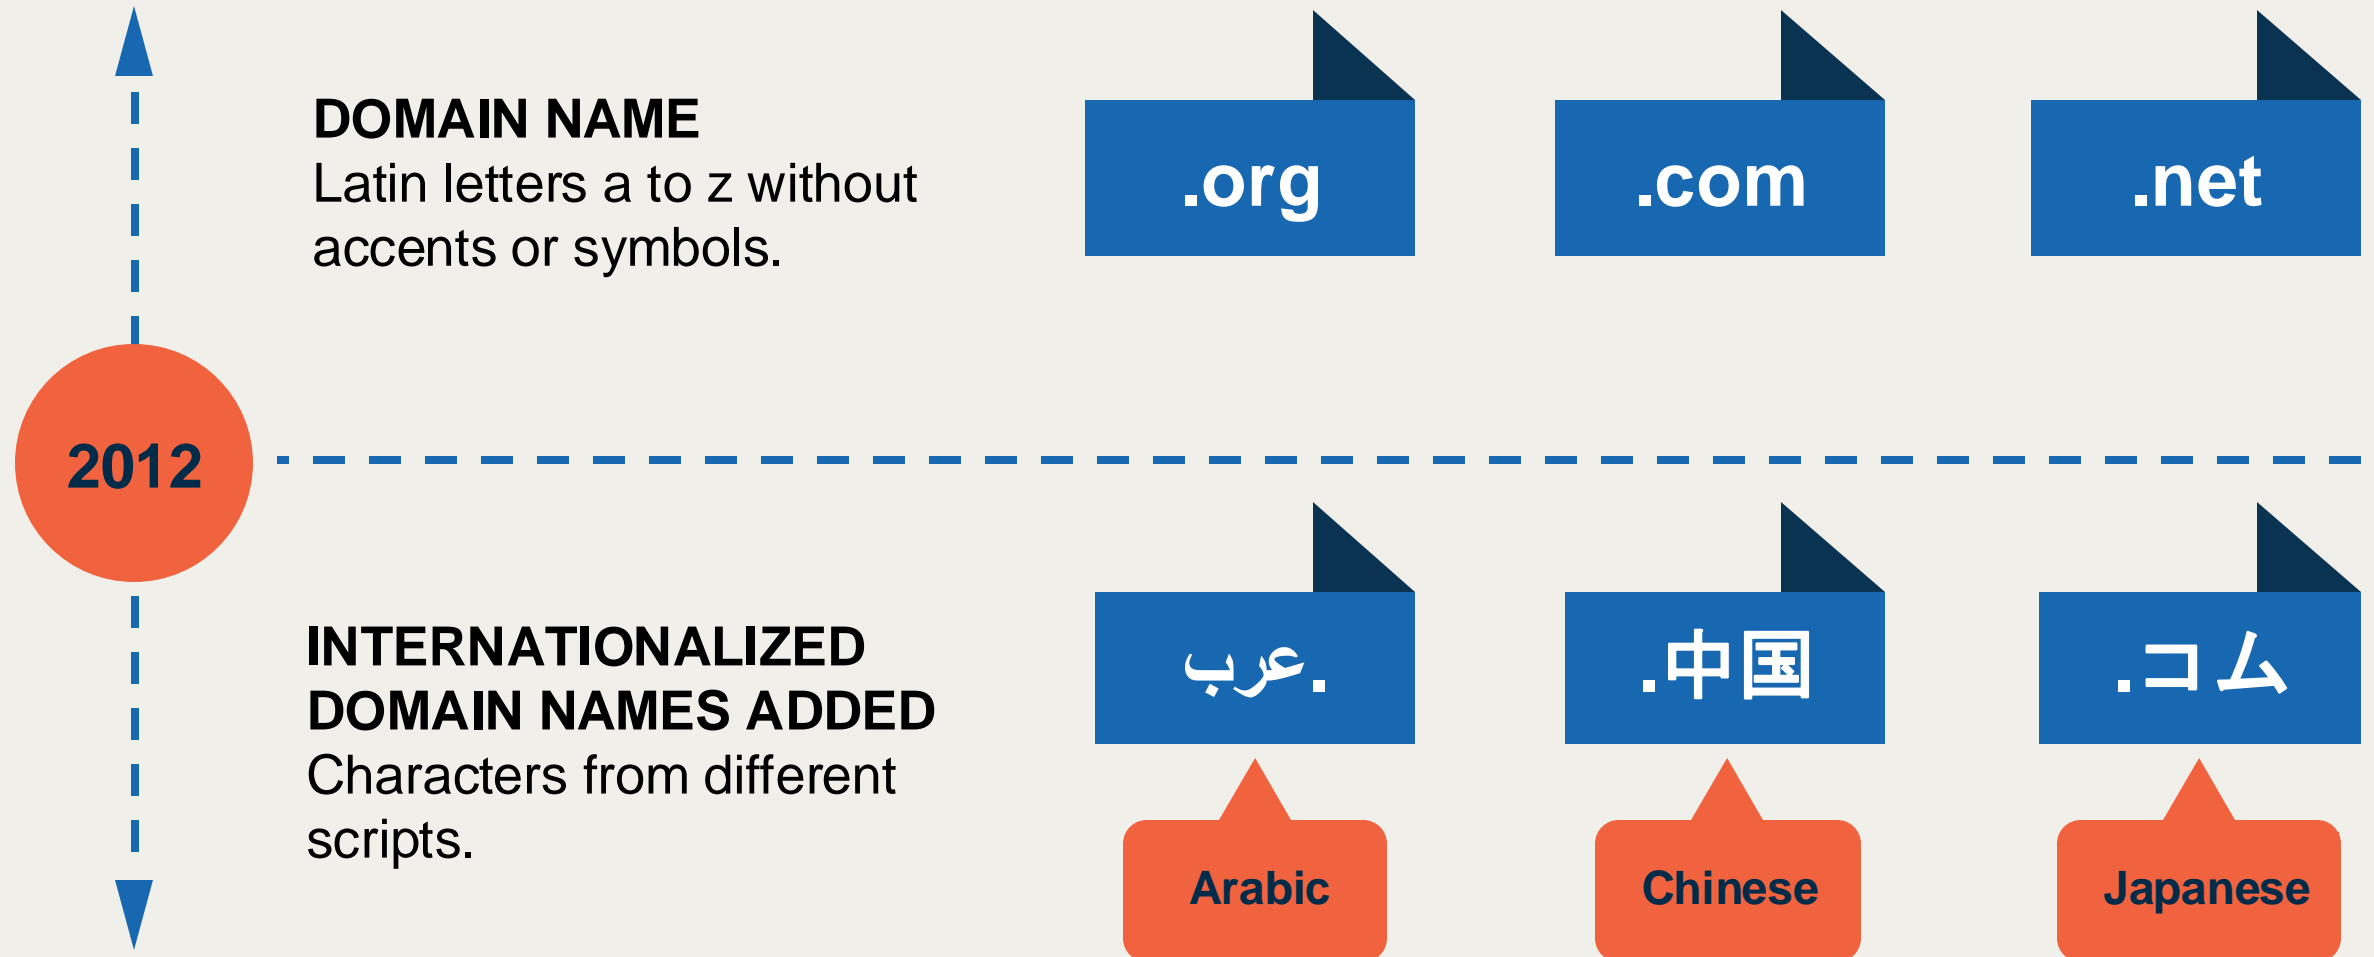 DOMAIN NAME
Latin letters a to z without
accents or symbols.
.org
.com
.net
2012
INTERNATIONALIZED
DOMAIN NAMES ADDED
Characters from different
scripts.
.عرب
.中国
.コム
Arabic
Chinese
Japanese